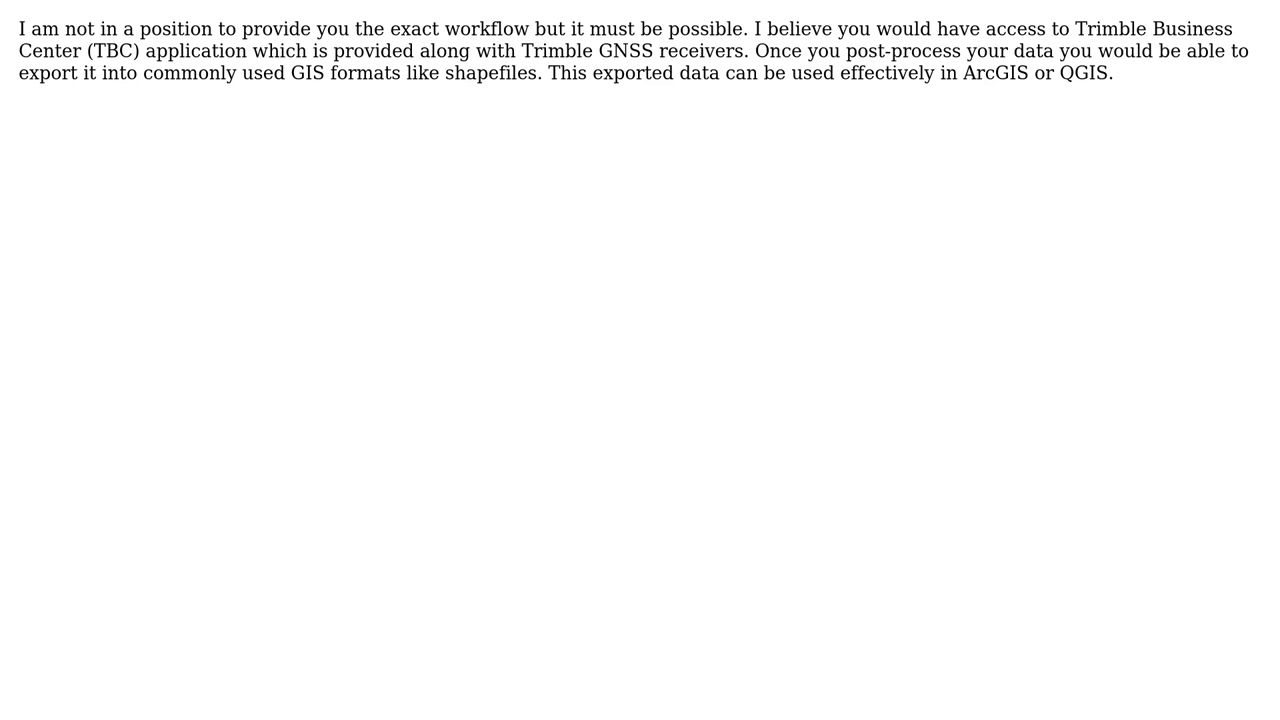 I am not in a position to provide you the exact workflow but it must be possible. I believe you would have access to Trimble Business
Center (TBC) application which is provided along with Trimble GNSS receivers. Once you post-process your data you would be able to
export it into commonly used GIS formats like shapefiles. This exported data can be used effectively in ArcGIS or QGIS.